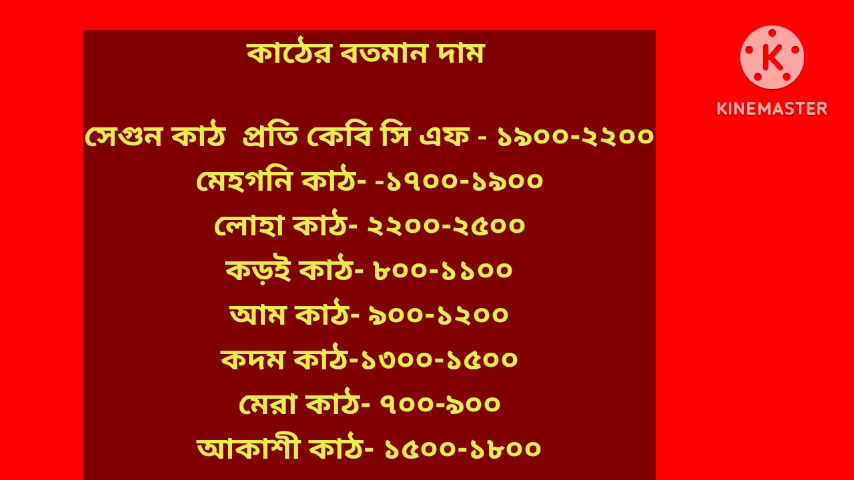 কাঠের বতমান দাম
KINEMASTER
সেগুন কাঠ প্রতি কেবি সি এফ - ১৯০০-২২০০
মেহগনি কাঠ- -১৭০০-১৯০০
লোহা কাঠ- ২২০০-২৫০০
কড়ই কাঠ- ৮০০-১১০০
আম কাঠ- ৯০০-১২০০
কদম কাঠ-১৩০০-১৫০০
মেরা কাঠ- ৭০০-৯০০
আকাশী কাঠ- ১৫০০-১৮০০